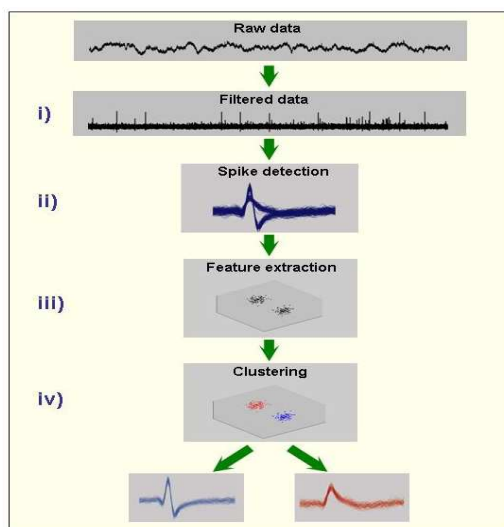 Raw data
i)
Filtered data
Spike detection
ii)
Feature extraction
iii)
Clustering
iv)